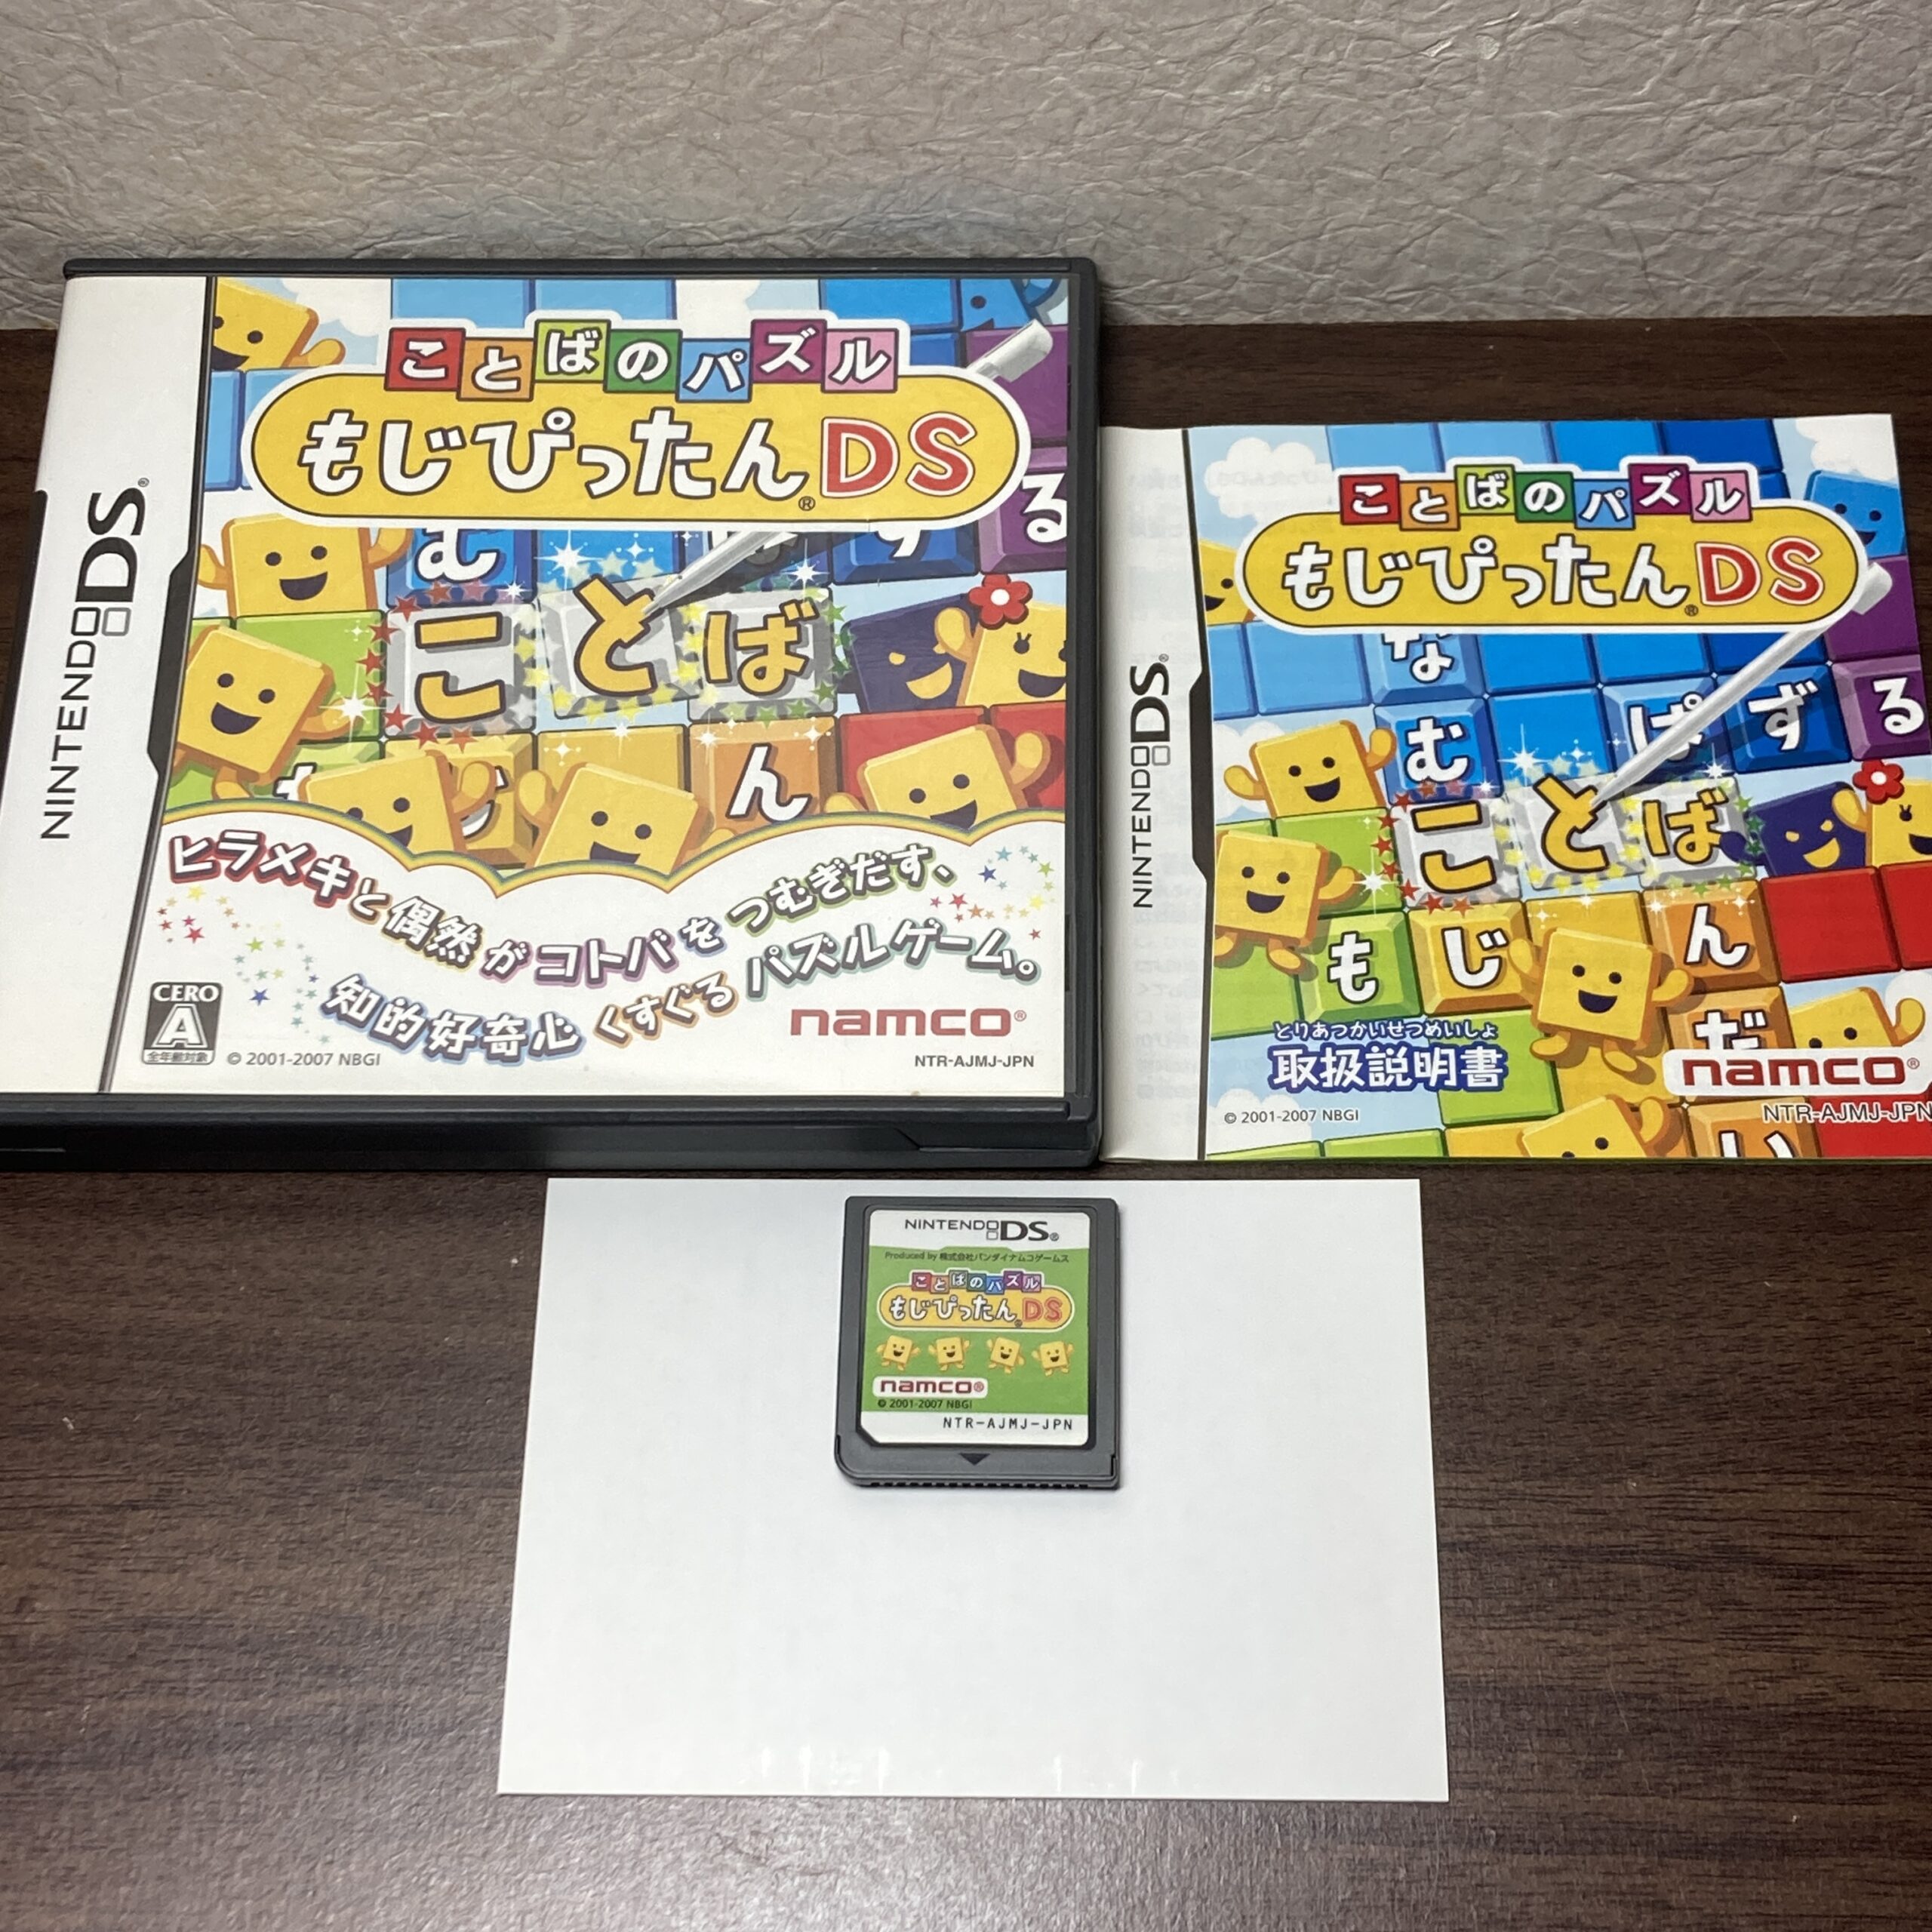 NINTENDO DS®
ことばのパズル
もじぴったん®DS
む
ず
る
ことば
ん
ヒラメキと偶然がコトバをつむぎだす、
知的好奇心くすぐるパズルゲーム。
CERO
A
全年齢対象
© 2001-2007 NBGI
namco®
NTR-AJMJ-JPN
NINTENDO DS®
ことばのパズル
もじぴったん®DS
な
む
ぱずる
ことば
もじ
ん
だ
い
とりあつかいせつめいしょ
取扱説明書
namco®
© 2001-2007 NBGI
NTR-AJMJ-JPN
NINTENDO DS®
Produced by 株式会社バンダイナムコゲームス
ことばのパズル
もじぴったん®DS
namco®
© 2001-2007 NBGI
NTR-AJMJ-JPN